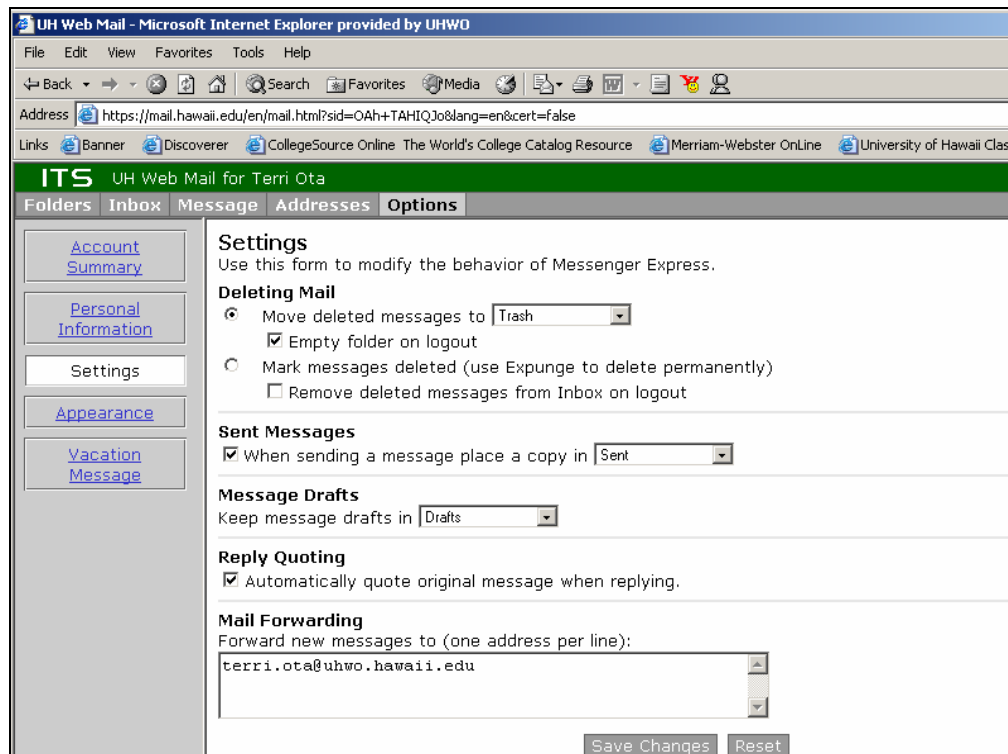 UH Web Mail - Microsoft Internet Explorer provided by UHWO
File Edit View Favorites Tools Help
Back Search Favorites Media
Address https://mail.hawaii.edu/en/mail.html?sid=OAh+TAHIQJo&lang=en&cert=false
Links Banner Discoverer CollegeSource Online The World's College Catalog Resource Merriam-Webster OnLine University of Hawaii Clas
ITS UH Web Mail for Terri Ota
Folders Inbox Message Addresses Options
Account
Summary
Personal
Information
Settings
Appearance
Vacation
Message
Settings
Use this form to modify the behavior of Messenger Express.
Deleting Mail
Move deleted messages to Trash
Empty folder on logout
Mark messages deleted (use Expunge to delete permanently)
Remove deleted messages from Inbox on logout
Sent Messages
When sending a message place a copy in Sent
Message Drafts
Keep message drafts in Drafts
Reply Quoting
Automatically quote original message when replying.
Mail Forwarding
Forward new messages to (one address per line):
terri.ota@uhwo.hawaii.edu
Save Changes Reset